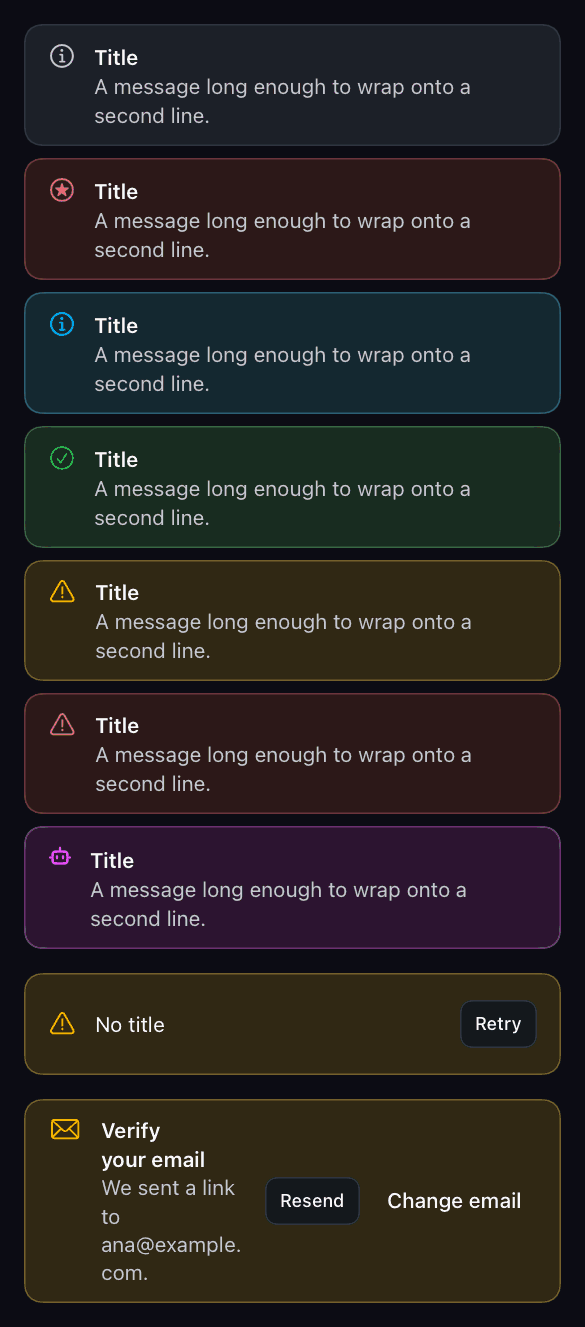 Title
A message long enough to wrap onto a
second line.
Title
A message long enough to wrap onto a
second line.
Title
A message long enough to wrap onto a
second line.
Title
A message long enough to wrap onto a
second line.
Title
A message long enough to wrap onto a
second line.
Title
A message long enough to wrap onto a
second line.
Title
A message long enough to wrap onto a
second line.
No title
Retry
Verify
your email
We sent a link
to
ana@example.
com.
Resend
Change email